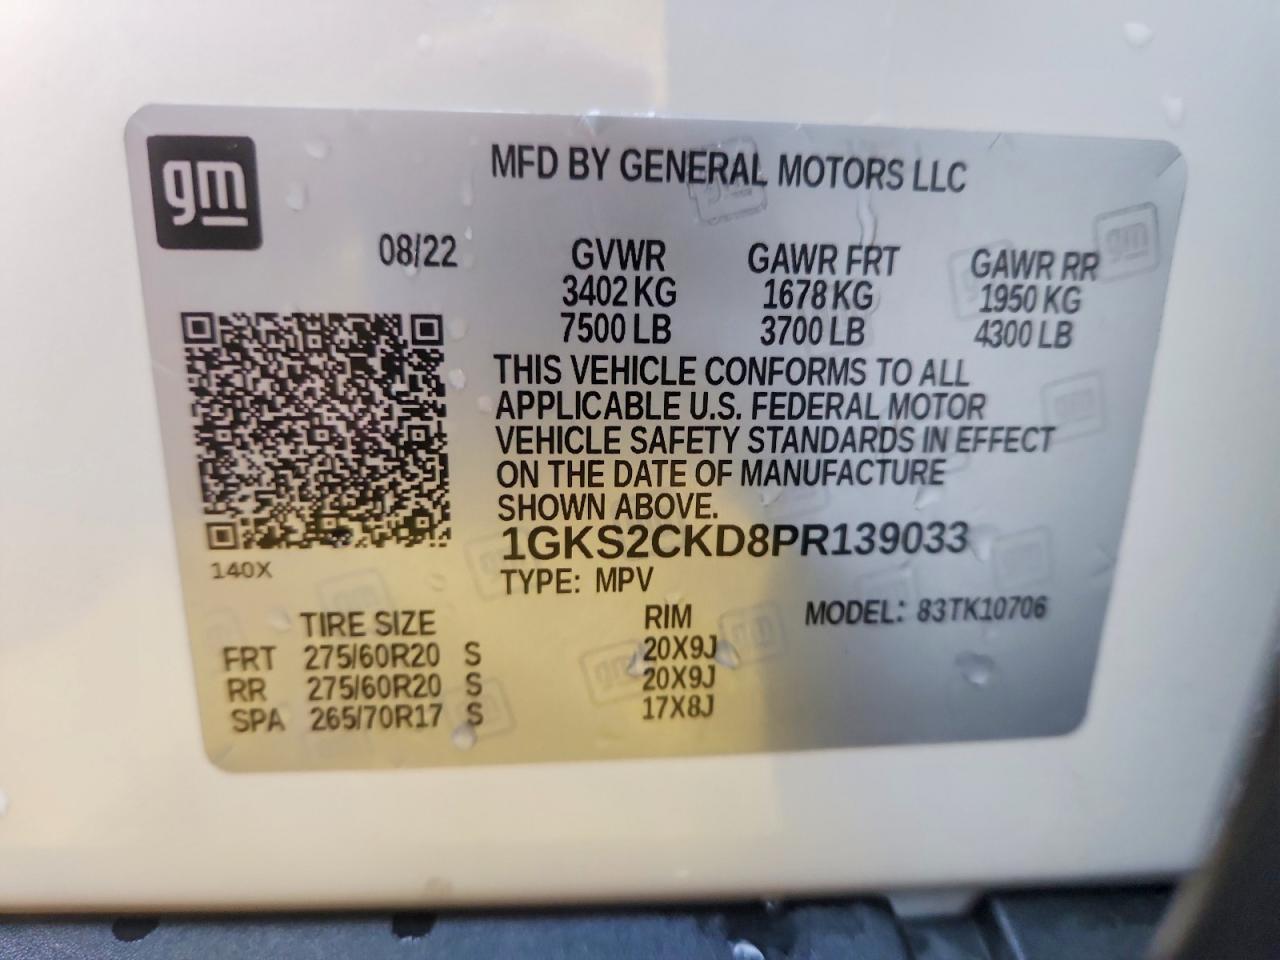 gm
MFD BY GENERAL MOTORS LLC
08/22 GVWR GAWR FRT GAWR RR
3402 KG 1678 KG 1950 KG
7500 LB 3700 LB 4300 LB
THIS VEHICLE CONFORMS TO ALL
APPLICABLE U.S. FEDERAL MOTOR
VEHICLE SAFETY STANDARDS IN EFFECT
ON THE DATE OF MANUFACTURE
SHOWN ABOVE.
1GKS2CKD8PR139033
140X
TYPE: MPV
TIRE SIZE RIM MODEL: 83TK10706
FRT 275/60R20 S 20X9J
RR 275/60R20 S 20X9J
SPA 265/70R17 S 17X8J